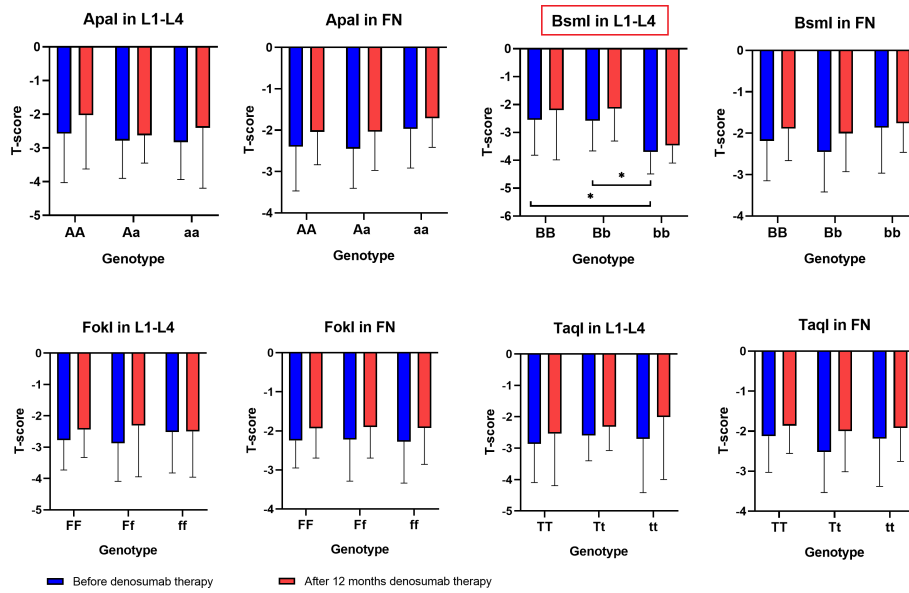 ApaI in L1-L4
T-score
0
-1
-2
-3
-4
-5
AA Aa aa
Genotype
ApaI in FN
T-score
0
-1
-2
-3
-4
AA Aa aa
Genotype
BsmI in L1-L4
T-score
0
-1
-2
-3
-4
-5
-6
*
*
BB Bb bb
Genotype
BsmI in FN
T-score
0
-1
-2
-3
-4
BB Bb bb
Genotype
FokI in L1-L4
T-score
0
-1
-2
-3
-4
-5
FF Ff ff
Genotype
FokI in FN
T-score
0
-1
-2
-3
-4
FF Ff ff
Genotype
TaqI in L1-L4
T-score
0
-1
-2
-3
-4
-5
TT Tt tt
Genotype
TaqI in FN
T-score
0
-1
-2
-3
-4
TT Tt tt
Genotype
Before denosumab therapy
After 12 months denosumab therapy